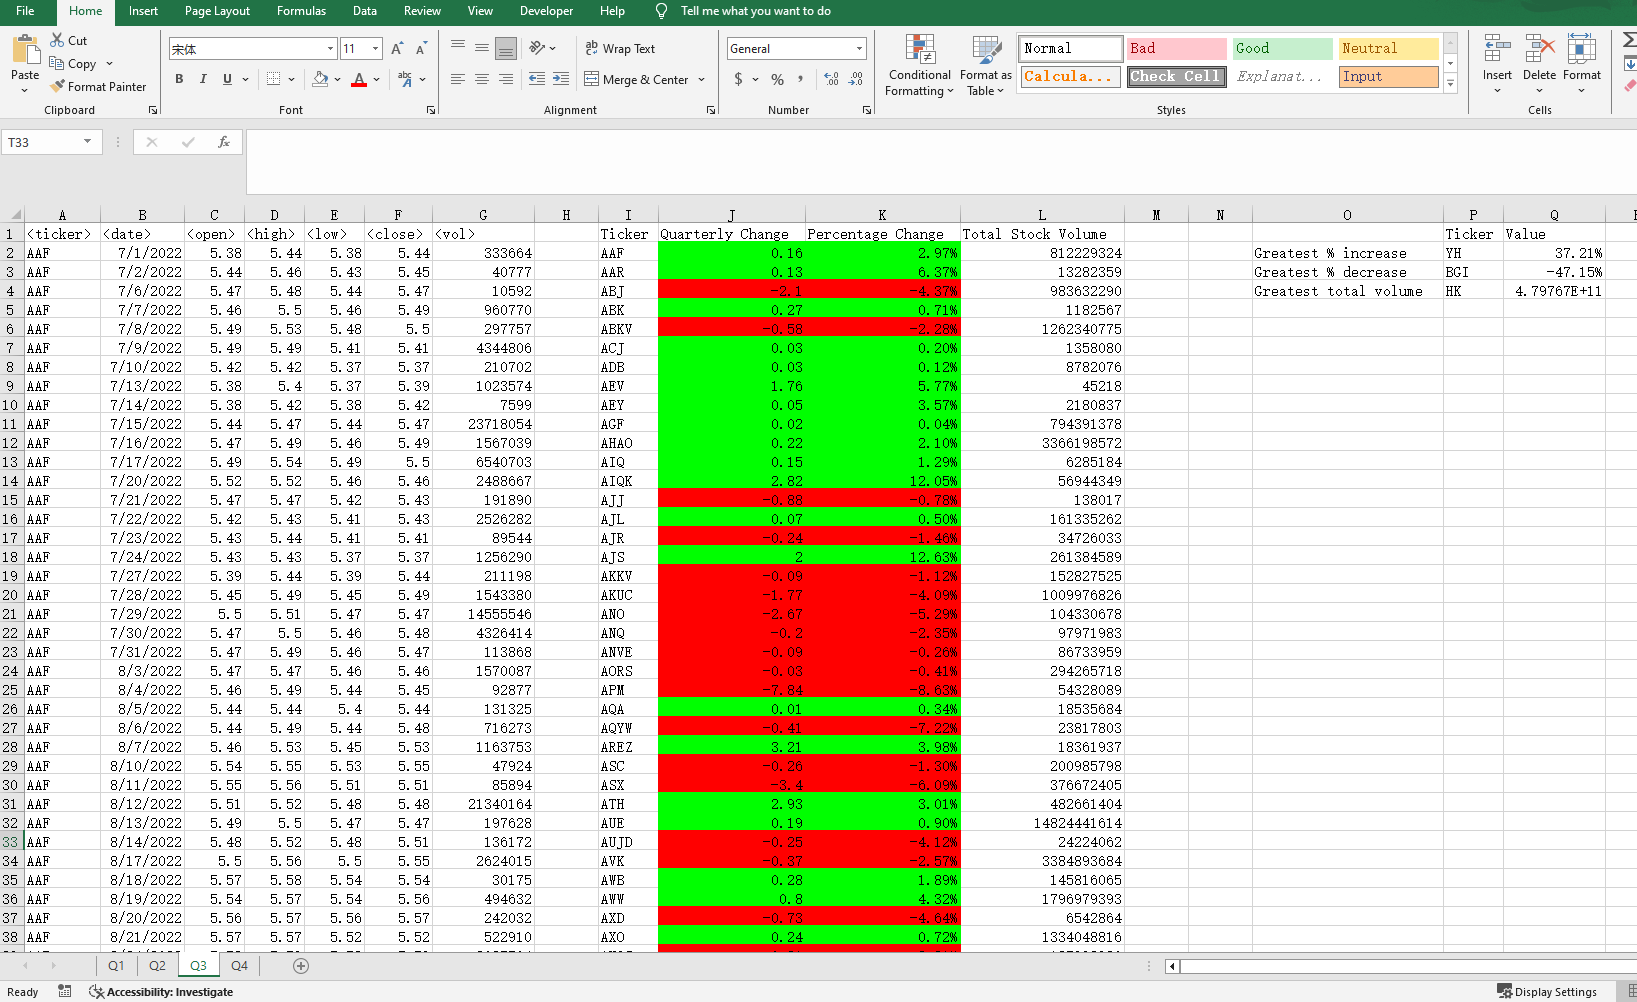 File Home Insert Page Layout Formulas Data Review View Developer Help Tell me what you want to do
Cut
Copy
Format Painter
Paste
Clipboard
宋体 11
B I U
Font
Wrap Text
Merge & Center
Alignment
General
$ % ,
Number
Conditional Formatting
Format as Table
Normal Bad Good Neutral
Calcula... Check Cell Explanat... Input
Styles
Insert Delete Format
Cells
T33 fx
A B C D E F G H I J K L M N O P Q
1 <ticker> <date> <open> <high> <low> <close> <vol> Ticker Quarterly Change Percentage Change Total Stock Volume Ticker Value
2 AAF 7/1/2022 5.38 5.44 5.38 5.44 333664 AAF 0.16 2.97% 812229324 Greatest % increase YH 37.21%
3 AAF 7/2/2022 5.44 5.46 5.43 5.45 40777 AAR 0.13 6.37% 13282359 Greatest % decrease BGI -47.15%
4 AAF 7/6/2022 5.47 5.48 5.44 5.47 10592 ABJ -2.1 -4.37% 983632290 Greatest total volume HK 4.79767E+11
5 AAF 7/7/2022 5.46 5.5 5.46 5.49 960770 ABK 0.27 0.71% 1182567
6 AAF 7/8/2022 5.49 5.53 5.48 5.5 297757 ABKV -0.58 -2.28% 1262340775
7 AAF 7/9/2022 5.49 5.49 5.41 5.41 4344806 ACJ 0.03 0.20% 1358080
8 AAF 7/10/2022 5.42 5.42 5.37 5.37 210702 ADB 0.03 0.12% 8782076
9 AAF 7/13/2022 5.38 5.4 5.37 5.39 1023574 AEV 1.76 5.77% 45218
10 AAF 7/14/2022 5.38 5.42 5.38 5.42 7599 AEY 0.05 3.57% 2180837
11 AAF 7/15/2022 5.44 5.47 5.44 5.47 23718054 AGF 0.02 0.04% 794391378
12 AAF 7/16/2022 5.47 5.49 5.46 5.49 1567039 AHAO 0.22 2.10% 3366198572
13 AAF 7/17/2022 5.49 5.54 5.49 5.5 6540703 AIQ 0.15 1.29% 6285184
14 AAF 7/20/2022 5.52 5.52 5.46 5.46 2488667 AIQK 2.82 12.05% 56944349
15 AAF 7/21/2022 5.47 5.47 5.42 5.43 191890 AJJ -0.88 -0.78% 138017
16 AAF 7/22/2022 5.42 5.43 5.41 5.43 2526282 AJL 0.07 0.50% 161335262
17 AAF 7/23/2022 5.43 5.44 5.41 5.41 89544 AJR -0.24 -1.46% 34726033
18 AAF 7/24/2022 5.43 5.43 5.37 5.37 1256290 AJS 2 12.63% 261384589
19 AAF 7/27/2022 5.39 5.44 5.39 5.44 211198 AKKV -0.09 -1.12% 152827525
20 AAF 7/28/2022 5.45 5.49 5.45 5.49 1543380 AKUC -1.77 -4.09% 1009976826
21 AAF 7/29/2022 5.5 5.51 5.47 5.47 14555546 ANO -2.67 -5.29% 104330678
22 AAF 7/30/2022 5.47 5.5 5.46 5.48 4326414 ANQ -0.2 -2.35% 97971983
23 AAF 7/31/2022 5.47 5.49 5.46 5.47 113868 ANVE -0.09 -0.26% 86733959
24 AAF 8/3/2022 5.47 5.47 5.46 5.46 1570087 AORS -0.03 -0.41% 294265718
25 AAF 8/4/2022 5.46 5.49 5.44 5.45 92877 APM -7.84 -8.63% 54328089
26 AAF 8/5/2022 5.44 5.44 5.4 5.44 131325 AQA 0.01 0.34% 18535684
27 AAF 8/6/2022 5.44 5.49 5.44 5.48 716273 AQYW -0.41 -7.22% 23817803
28 AAF 8/7/2022 5.46 5.53 5.45 5.53 1163753 AREZ 3.21 3.98% 18361937
29 AAF 8/10/2022 5.54 5.55 5.53 5.55 47924 ASC -0.26 -1.30% 200985798
30 AAF 8/11/2022 5.55 5.56 5.51 5.51 85894 ASX -3.4 -6.09% 376672405
31 AAF 8/12/2022 5.51 5.52 5.48 5.48 21340164 ATH 2.93 3.01% 482661404
32 AAF 8/13/2022 5.49 5.5 5.47 5.47 197628 AUE 0.19 0.90% 14824441614
33 AAF 8/14/2022 5.48 5.52 5.48 5.51 136172 AUJD -0.25 -4.12% 24224062
34 AAF 8/17/2022 5.5 5.56 5.5 5.55 2624015 AVK -0.37 -2.57% 3384893684
35 AAF 8/18/2022 5.57 5.58 5.54 5.54 30175 AWB 0.28 1.89% 145816065
36 AAF 8/19/2022 5.54 5.57 5.54 5.56 494632 AWW 0.8 4.32% 1796979393
37 AAF 8/20/2022 5.56 5.57 5.56 5.57 242032 AXD -0.73 -4.64% 6542864
38 AAF 8/21/2022 5.57 5.57 5.52 5.52 522910 AXO 0.24 0.72% 1334048816
Q1 Q2 Q3 Q4
Ready Accessibility: Investigate Display Settings